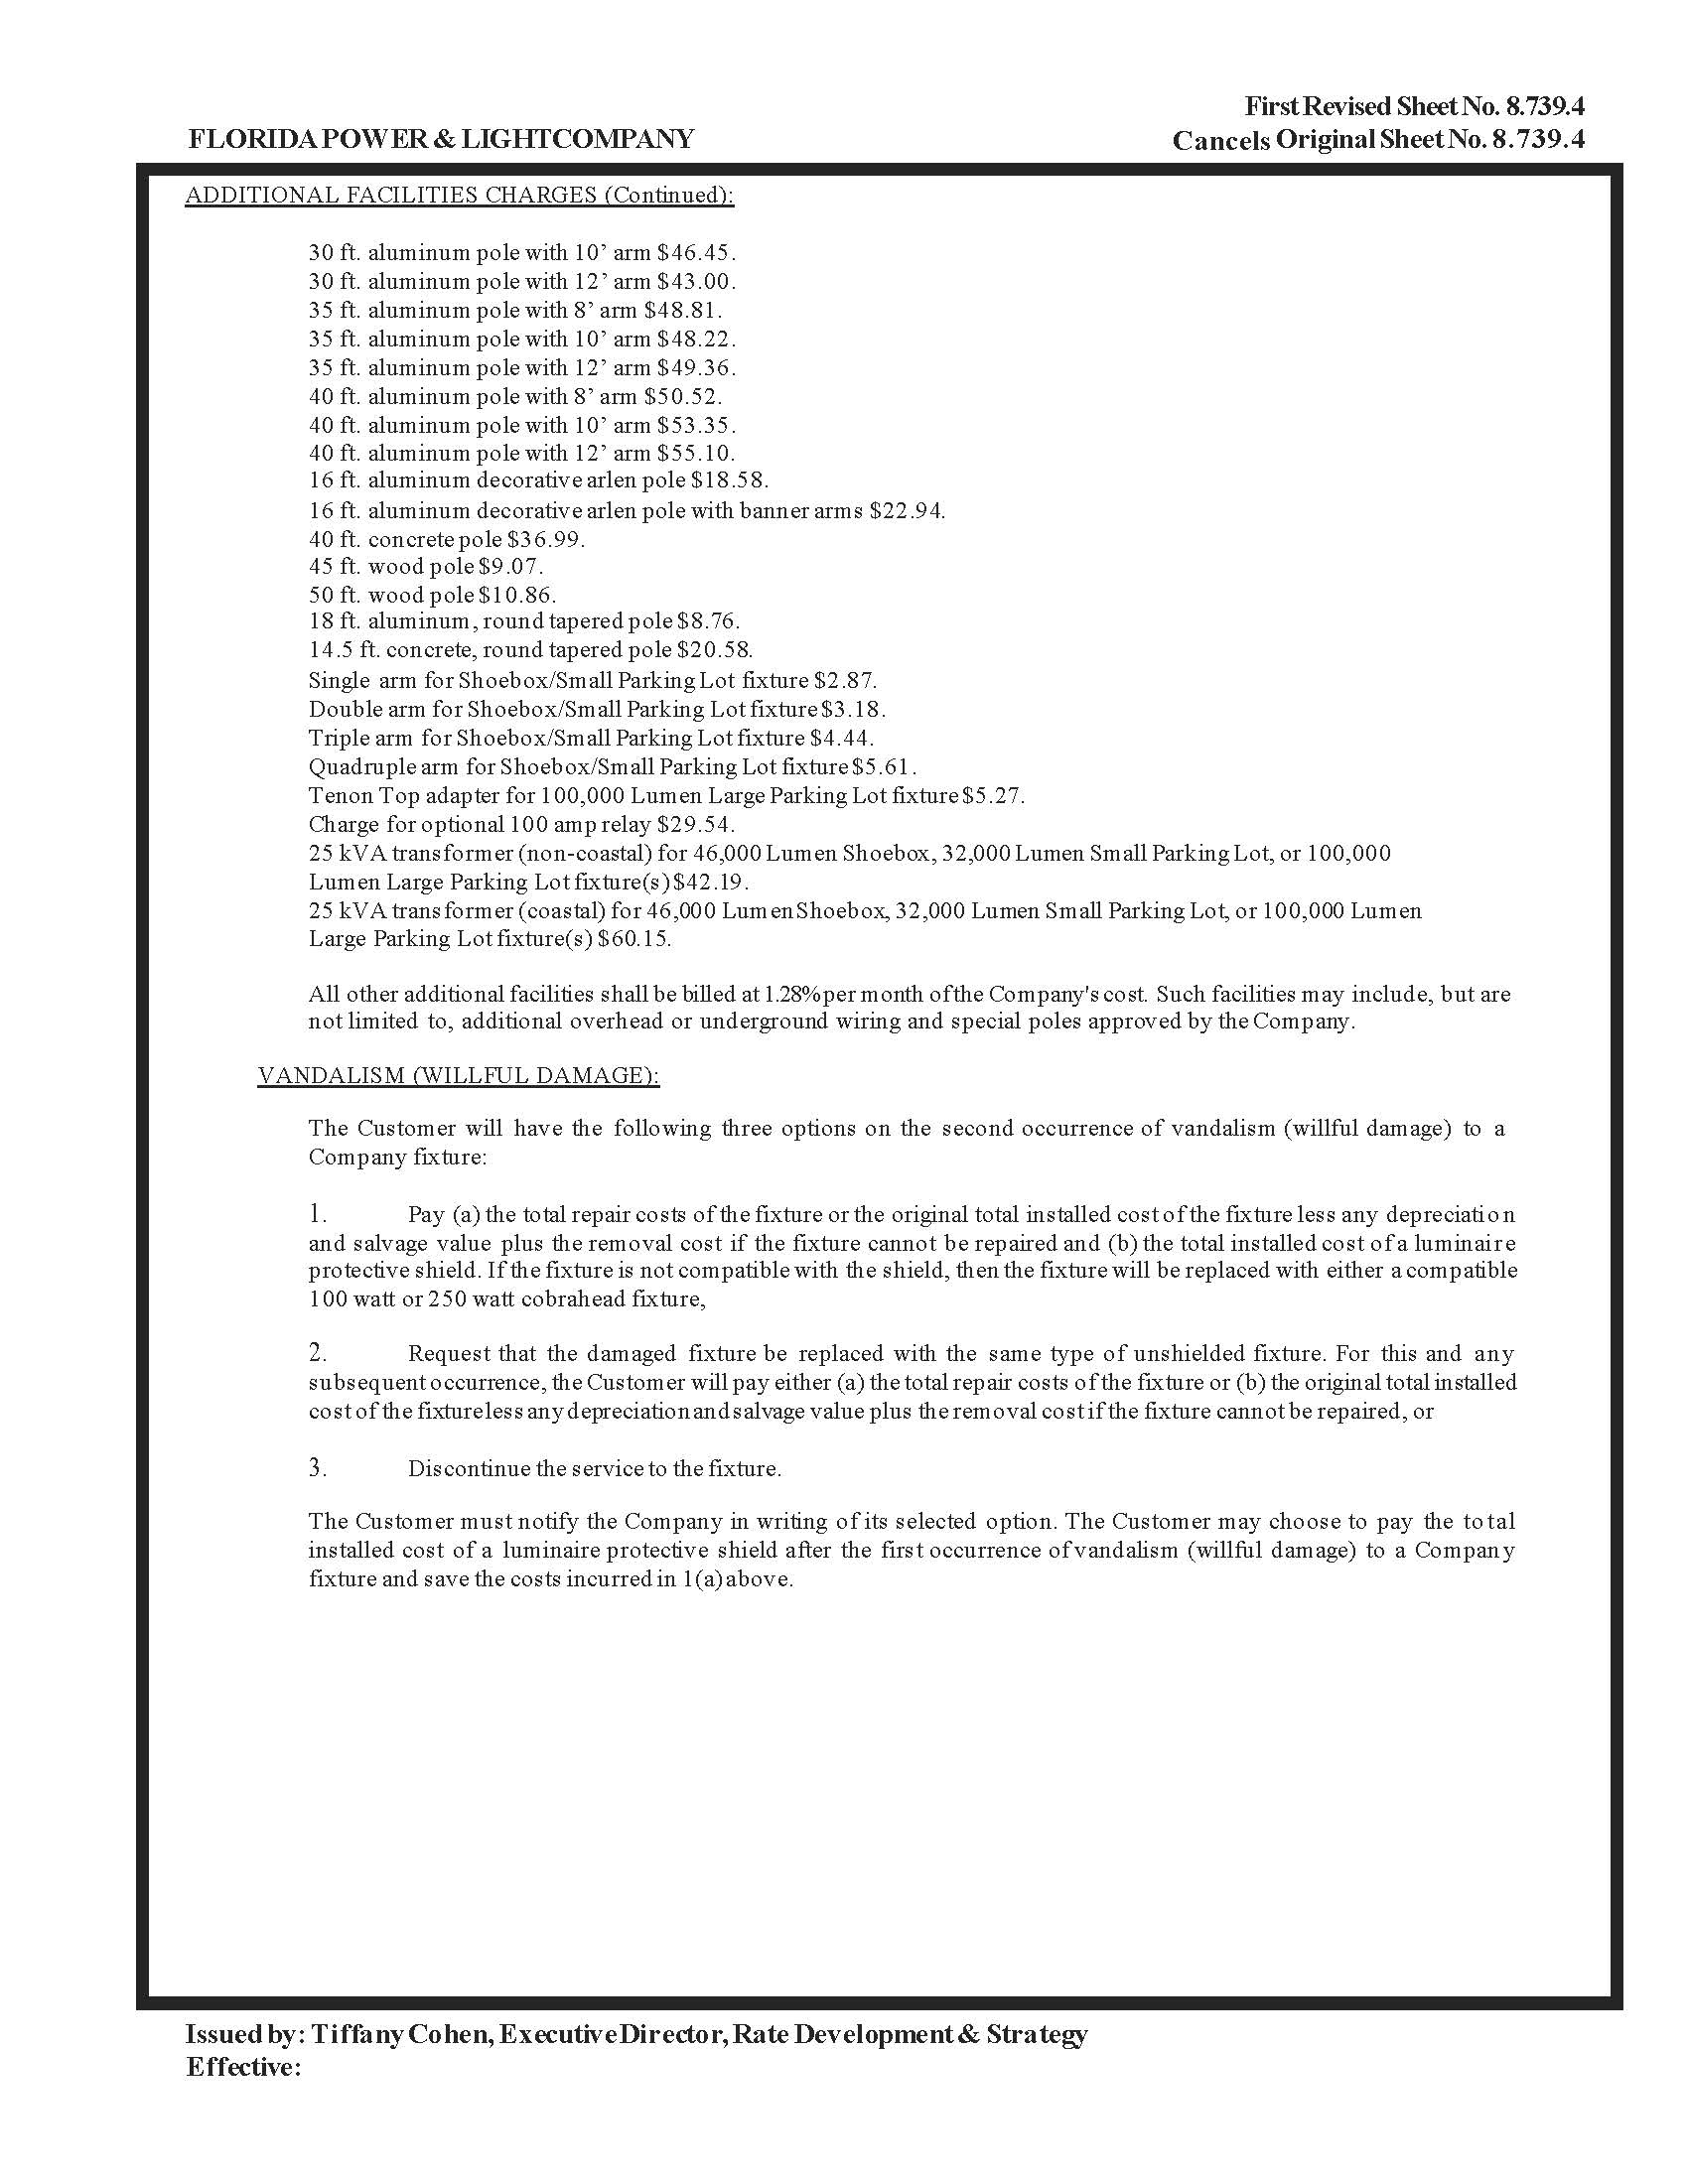 First Revised Sheet No. 8.739.4
FLORIDA POWER & LIGHT COMPANY
Cancels Original Sheet No. 8.739.4
ADDITIONAL FACILITIES CHARGES (Continued):
30 ft. aluminum pole with 10’ arm $46.45.
30 ft. aluminum pole with 12’ arm $43.00.
35 ft. aluminum pole with 8’ arm $48.81.
35 ft. aluminum pole with 10’ arm $48.22.
35 ft. aluminum pole with 12’ arm $49.36.
40 ft. aluminum pole with 8’ arm $50.52.
40 ft. aluminum pole with 10’ arm $53.35.
40 ft. aluminum pole with 12’ arm $55.10.
16 ft. aluminum decorative arlen pole $18.58.
16 ft. aluminum decorative arlen pole with banner arms $22.94.
40 ft. concrete pole $36.99.
45 ft. wood pole $9.07.
50 ft. wood pole $10.86.
18 ft. aluminum, round tapered pole $8.76.
14.5 ft. concrete, round tapered pole $20.58.
Single arm for Shoebox/Small Parking Lot fixture $2.87.
Double arm for Shoebox/Small Parking Lot fixture $3.18.
Triple arm for Shoebox/Small Parking Lot fixture $4.44.
Quadruple arm for Shoebox/Small Parking Lot fixture $5.61.
Tenon Top adapter for 100,000 Lumen Large Parking Lot fixture $5.27.
Charge for optional 100 amp relay $29.54.
25 kVA transformer (non-coastal) for 46,000 Lumen Shoebox, 32,000 Lumen Small Parking Lot, or 100,000
Lumen Large Parking Lot fixture(s) $42.19.
25 kVA transformer (coastal) for 46,000 Lumen Shoebox, 32,000 Lumen Small Parking Lot, or 100,000 Lumen
Large Parking Lot fixture(s) $60.15.
All other additional facilities shall be billed at 1.28% per month of the Company's cost. Such facilities may include, but are
not limited to, additional overhead or underground wiring and special poles approved by the Company.
VANDALISM (WILLFUL DAMAGE):
The Customer will have the following three options on the second occurrence of vandalism (willful damage) to a
Company fixture:
1. Pay (a) the total repair costs of the fixture or the original total installed cost of the fixture less any depreciation
and salvage value plus the removal cost if the fixture cannot be repaired and (b) the total installed cost of a luminaire
protective shield. If the fixture is not compatible with the shield, then the fixture will be replaced with either a compatible
100 watt or 250 watt cobrahead fixture,
2. Request that the damaged fixture be replaced with the same type of unshielded fixture. For this and any
subsequent occurrence, the Customer will pay either (a) the total repair costs of the fixture or (b) the original total installed
cost of the fixture less any depreciation and salvage value plus the removal cost if the fixture cannot be repaired, or
3. Discontinue the service to the fixture.
The Customer must notify the Company in writing of its selected option. The Customer may choose to pay the total
installed cost of a luminaire protective shield after the first occurrence of vandalism (willful damage) to a Company
fixture and save the costs incurred in 1(a) above.
Issued by: Tiffany Cohen, Executive Director, Rate Development & Strategy
Effective: